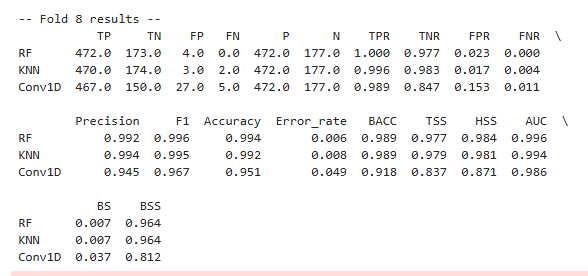 -- Fold 8 results --
TP TN FP FN P N TPR TNR FPR FNR \
RF 472.0 173.0 4.0 0.0 472.0 177.0 1.000 0.977 0.023 0.000
KNN 470.0 174.0 3.0 2.0 472.0 177.0 0.996 0.983 0.017 0.004
Conv1D 467.0 150.0 27.0 5.0 472.0 177.0 0.989 0.847 0.153 0.011
Precision F1 Accuracy Error_rate BACC TSS HSS AUC \
RF 0.992 0.996 0.994 0.006 0.989 0.977 0.984 0.996
KNN 0.994 0.995 0.992 0.008 0.989 0.979 0.981 0.994
Conv1D 0.945 0.967 0.951 0.049 0.918 0.837 0.871 0.986
BS BSS
RF 0.007 0.964
KNN 0.007 0.964
Conv1D 0.037 0.812